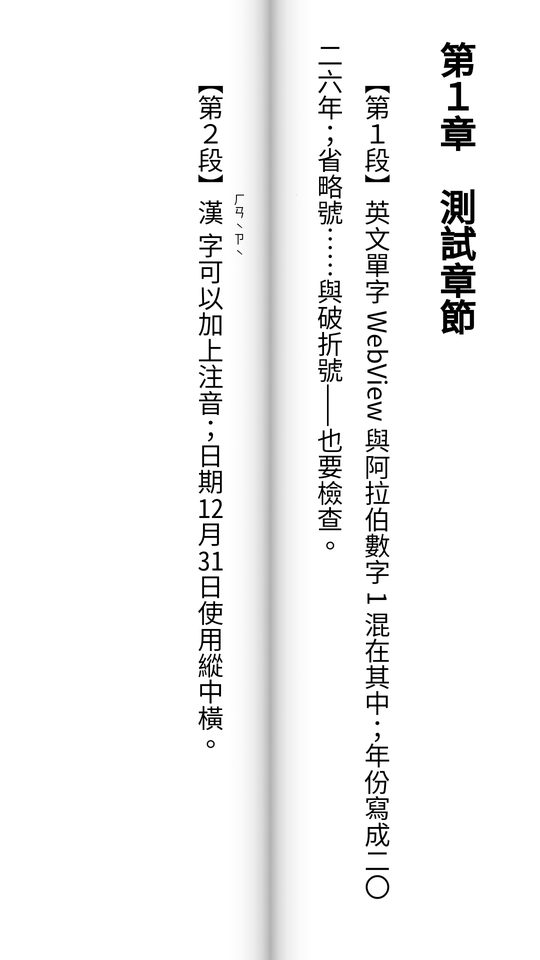 第1章　測試章節
【第１段】英文單字 WebView 與阿拉伯數字 1 混在其中；年份寫成二〇
二六年；省略號⋯⋯與破折號——也要檢查。
ㄏㄢˋㄗˋ
【第２段】漢字可以加上注音；日期12月31日使用縱中橫。